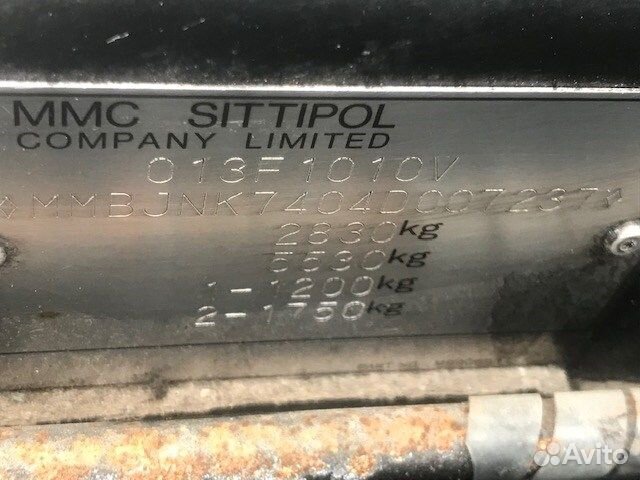 MMC SITTIPOL
COMPANY LIMITED
013F1010V
☆MMBJNK7404D007237☆
2830kg
5530kg
1-1200kg
2-1750kg
Avito